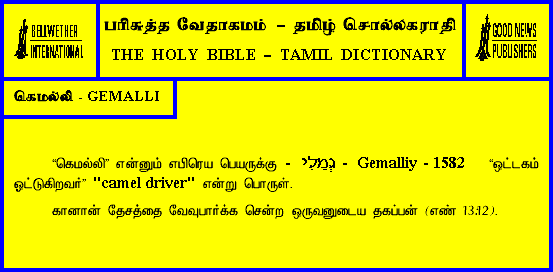 BELLWETHER
INTERNATIONAL
பரிசுத்த வேதாகமம் – தமிழ் சொல்லகராதி
THE HOLY BIBLE – TAMIL DICTIONARY
GOOD NEWS
PUBLISHERS
கெமல்லி - GEMALLI
“கெமல்லி” என்னும் எபிரெய பெயருக்கு - גְּמַלִּי - Gemalliy - 1582 “ஒட்டகம்
ஓட்டுகிறவர்” "camel driver" என்று பொருள்.
கானான் தேசத்தை வேவுபார்க்க சென்ற ஒருவனுடைய தகப்பன் (எண் 13:12).